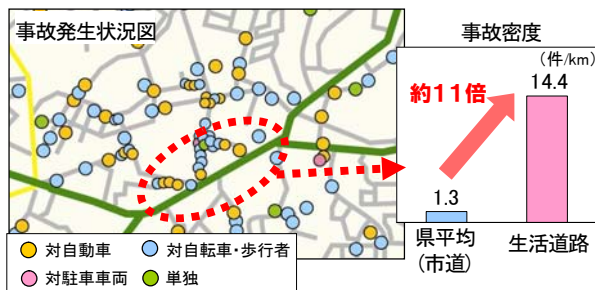 事故発生状況図
対自動車
対自転車・歩行者
対駐車車両
単独
事故密度
(件/km)
約11倍
14.4
1.3
県平均
(市道)
生活道路